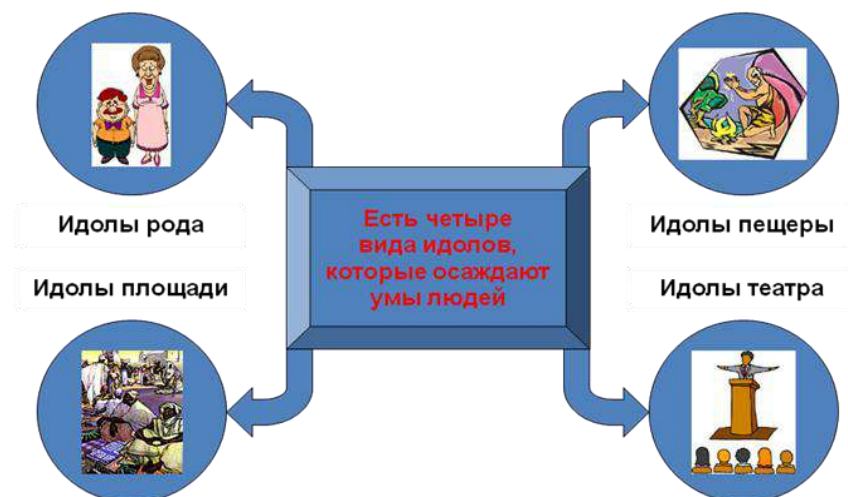 Идолы рода
Идолы площади
Есть четыре
вида идолов,
которые осаждают
умы людей
Идолы пещеры
Идолы театра